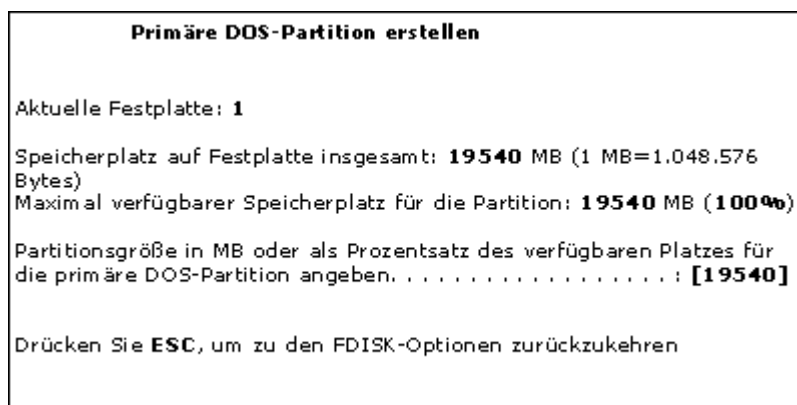 Primäre DOS-Partition erstellen
Aktuelle Festplatte: 1
Speicherplatz auf Festplatte insgesamt: 19540 MB (1 MB=1.048.576
Bytes)
Maximal verfügbarer Speicherplatz für die Partition: 19540 MB (100%)
Partitionsgröße in MB oder als Prozentsatz des verfügbaren Platzes für
die primäre DOS-Partition angeben. . . . . . . . . . . . . . . . . . : [19540]
Drücken Sie ESC, um zu den FDISK-Optionen zurückzukehren